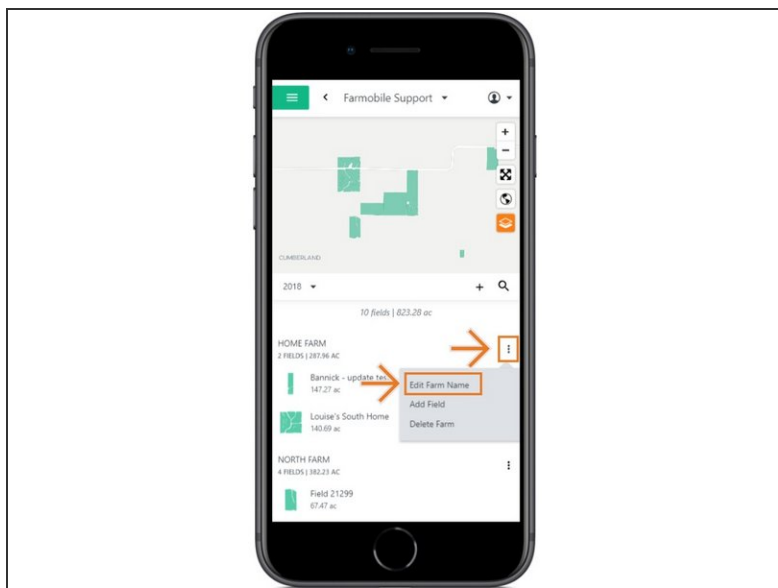 Farmobile Support
CUMBERLAND
2018
10 fields | 823.28 ac
HOME FARM
2 FIELDS | 287.96 AC
Bannick - update tes
147.27 ac
Edit Farm Name
Add Field
Louise's South Home
140.69 ac
Delete Farm
NORTH FARM
4 FIELDS | 382.23 AC
Field 21299
67.47 ac